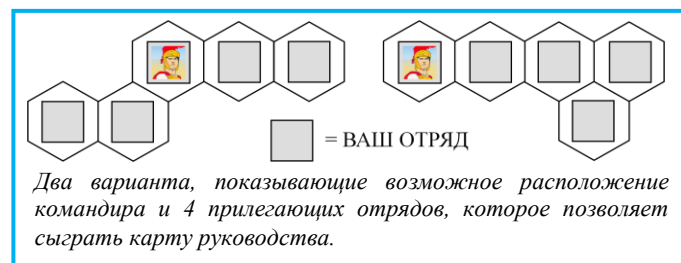 = ВАШ ОТРЯД
Два варианта, показывающие возможное расположение
командира и 4 прилегающих отрядов, которое позволяет
сыграть карту руководства.